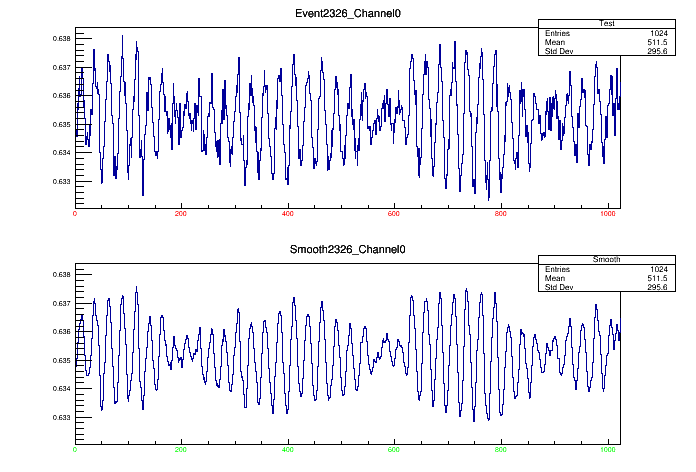 Event2326_Channel0
Test
Entries 1024
Mean 511.5
Std Dev 295.6
0.638
0.637
0.636
0.635
0.634
0.633
0 200 400 600 800 1000
Smooth2326_Channel0
Smooth
Entries 1024
Mean 511.5
Std Dev 295.6
0.638
0.637
0.636
0.635
0.634
0.633
0 200 400 600 800 1000